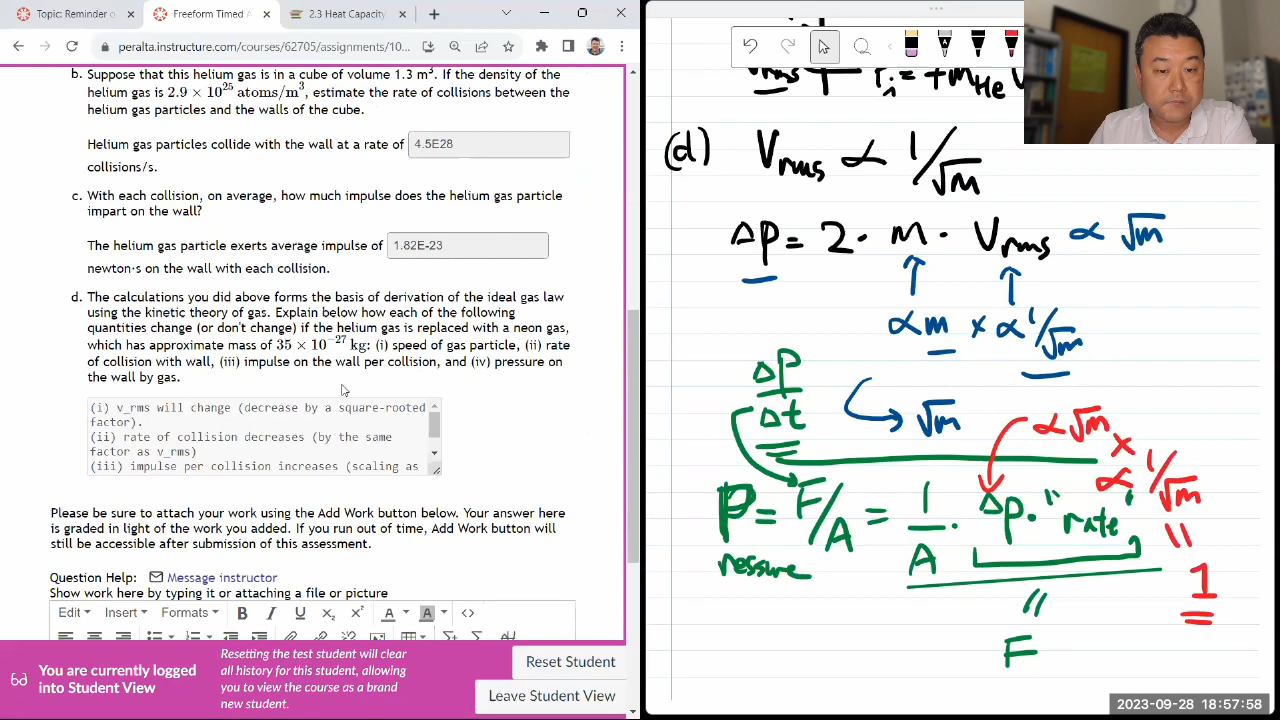 Topic: Reminder o
Freeform Timed A
2.3 Heat Capacity
peralta.instructure.com/courses/62705/assignments/10...
b. Suppose that this helium gas is in a cube of volume 1.3 m³. If the density of the
helium gas is 2.9 × 10²⁵ atoms/m³, estimate the rate of collisions between the
helium gas particles and the walls of the cube.
Helium gas particles collide with the wall at a rate of 4.5E28
collisions/s.
c. With each collision, on average, how much impulse does the helium gas particle
impart on the wall?
The helium gas particle exerts average impulse of 1.82E-23
newton·s on the wall with each collision.
d. The calculations you did above forms the basis of derivation of the ideal gas law
using the kinetic theory of gas. Explain below how each of the following
quantities change (or don't change) if the helium gas is replaced with a neon gas,
which has approximate mass of 35 × 10⁻²⁷ kg: (i) speed of gas particle, (ii) rate
of collision with wall, (iii) impulse on the wall per collision, and (iv) pressure on
the wall by gas.
(i) v_rms will change (decrease by a square-rooted
factor).
(ii) rate of collision decreases (by the same
factor as v_rms)
(iii) impulse per collision increases (scaling as
Please be sure to attach your work using the Add Work button below. You answer here
is graded in light of the work you added. If you run out of time, Add Work button will
still be accessible after submission of this assessment.
Question Help: Message instructor
Show work here by typing it or attaching a file or picture
Edit Insert Formats B I U x₂ x² A A <>
You are currently logged
into Student View
Resetting the test student will clear
all history for this student, allowing
you to view the course as a brand
new student.
Reset Student
Leave Student View
(d) Vrms ∝ 1/√m
Δp = 2 · m · Vrms ∝ √m
∝ m × ∝ 1/√m
√m
Δp
Δt
∝ √m × ∝ 1/√m
= 1
Pressure = F/A = 1/A · Δp · "rate"
=
F
2023-09-28 18:57:58